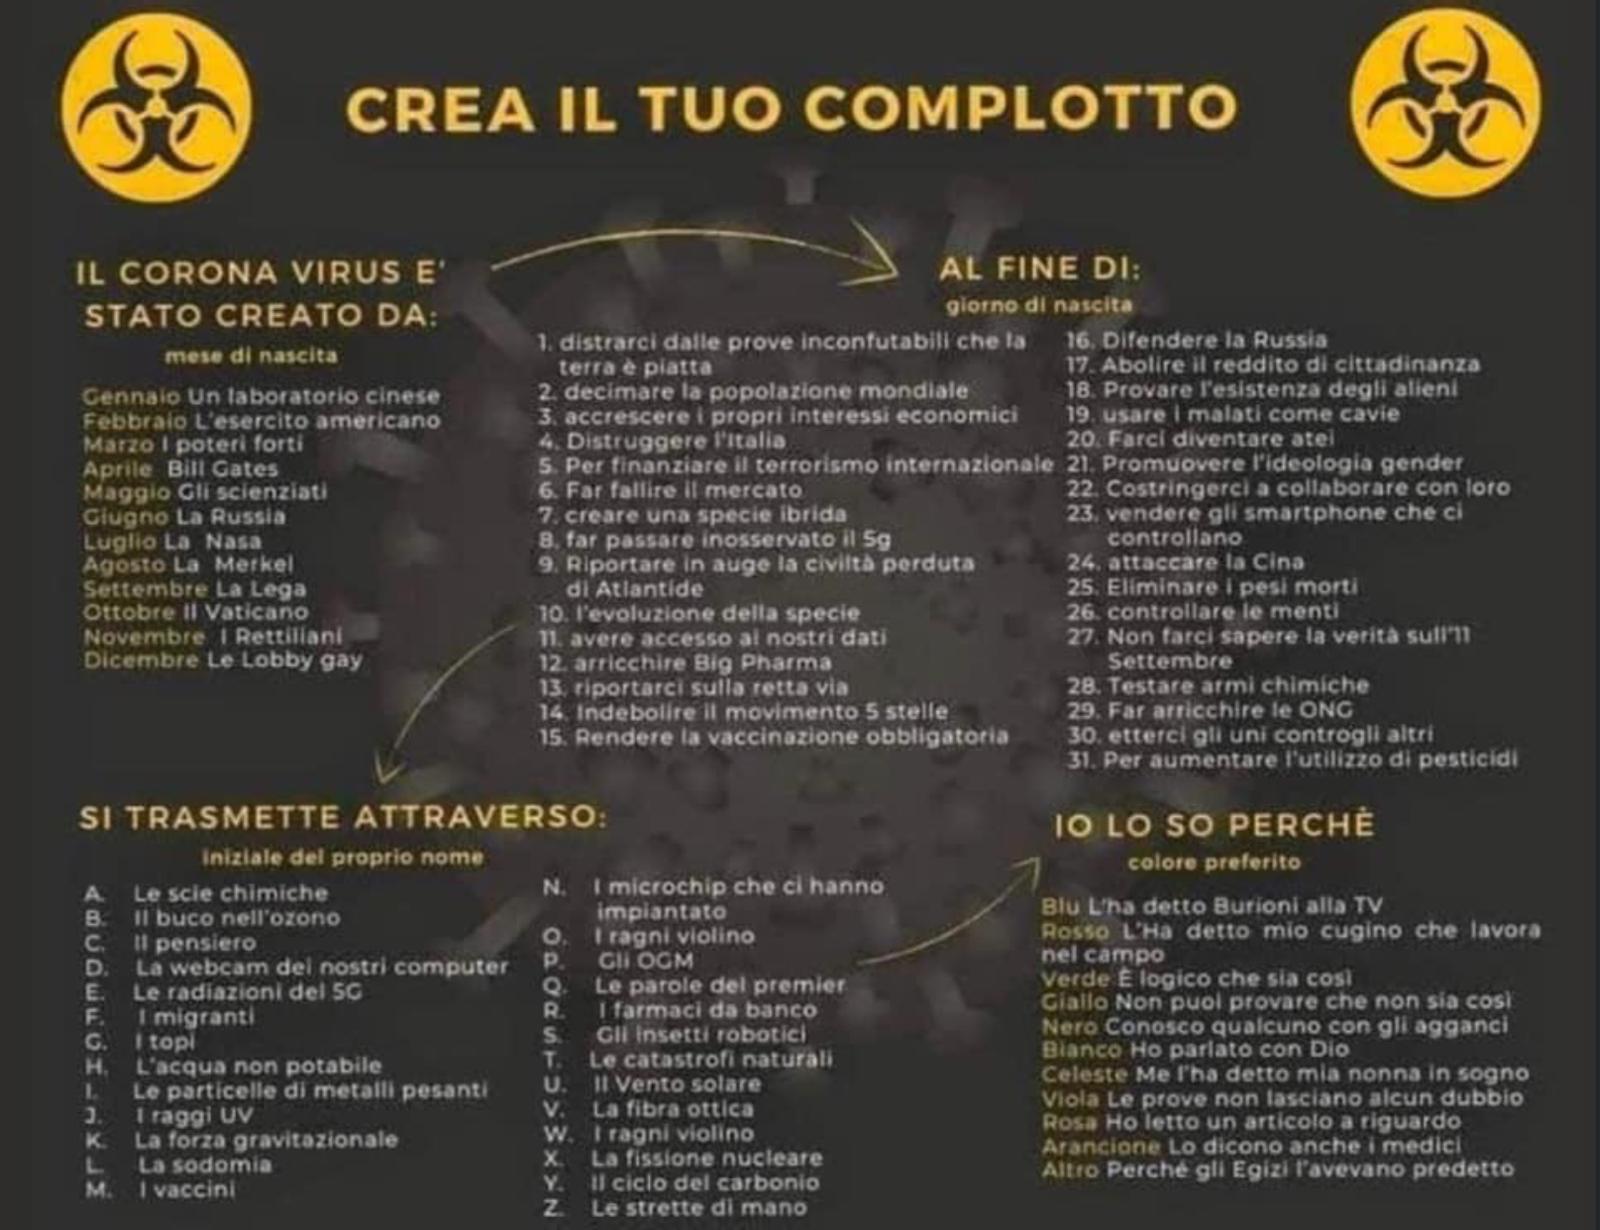 CREA IL TUO COMPLOTTO
IL CORONA VIRUS E'
STATO CREATO DA:
mese di nascita
Gennaio Un laboratorio cinese
Febbraio L'esercito americano
Marzo I poteri forti
Aprile Bill Gates
Maggio Gli scienziati
Giugno La Russia
Luglio La Nasa
Agosto La Merkel
Settembre La Lega
Ottobre Il Vaticano
Novembre I Rettiliani
Dicembre Le Lobby gay
AL FINE DI:
giorno di nascita
1. distrarci dalle prove inconfutabili che la
terra è piatta
2. decimare la popolazione mondiale
3. accrescere i propri interessi economici
4. Distruggere l'Italia
5. Per finanziare il terrorismo internazionale
6. Far fallire il mercato
7. creare una specie ibrida
8. far passare inosservato il 5g
9. Riportare in auge la civiltà perduta
di Atlantide
10. l'evoluzione della specie
11. avere accesso ai nostri dati
12. arricchire Big Pharma
13. riportarci sulla retta via
14. Indebolire il movimento 5 stelle
15. Rendere la vaccinazione obbligatoria
16. Difendere la Russia
17. Abolire il reddito di cittadinanza
18. Provare l'esistenza degli alieni
19. usare i malati come cavie
20. Farci diventare atei
21. Promuovere l'ideologia gender
22. Costringerci a collaborare con loro
23. vendere gli smartphone che ci
controllano
24. attaccare la Cina
25. Eliminare i pesi morti
26. controllare le menti
27. Non farci sapere la verità sull'11
Settembre
28. Testare armi chimiche
29. Far arricchire le ONG
30. etterci gli uni controgli altri
31. Per aumentare l'utilizzo di pesticidi
SI TRASMETTE ATTRAVERSO:
iniziale del proprio nome
A. Le scie chimiche
B. Il buco nell'ozono
C. Il pensiero
D. La webcam dei nostri computer
E. Le radiazioni del 5G
F. I migranti
G. I topi
H. L'acqua non potabile
I. Le particelle di metalli pesanti
J. I raggi UV
K. La forza gravitazionale
L. La sodomia
M. I vaccini
N. I microchip che ci hanno
impiantato
O. I ragni violino
P. Gli OGM
Q. Le parole del premier
R. I farmaci da banco
S. Gli insetti robotici
T. Le catastrofi naturali
U. Il Vento solare
V. La fibra ottica
W. I ragni violino
X. La fissione nucleare
Y. Il ciclo del carbonio
Z. Le strette di mano
IO LO SO PERCHÈ
colore preferito
Blu L'ha detto Burioni alla TV
Rosso L'Ha detto mio cugino che lavora
nel campo
Verde È logico che sia così
Giallo Non puoi provare che non sia così
Nero Conosco qualcuno con gli agganci
Bianco Ho parlato con Dio
Celeste Me l'ha detto mia nonna in sogno
Viola Le prove non lasciano alcun dubbio
Rosa Ho letto un articolo a riguardo
Arancione Lo dicono anche i medici
Altro Perché gli Egizi l'avevano predetto